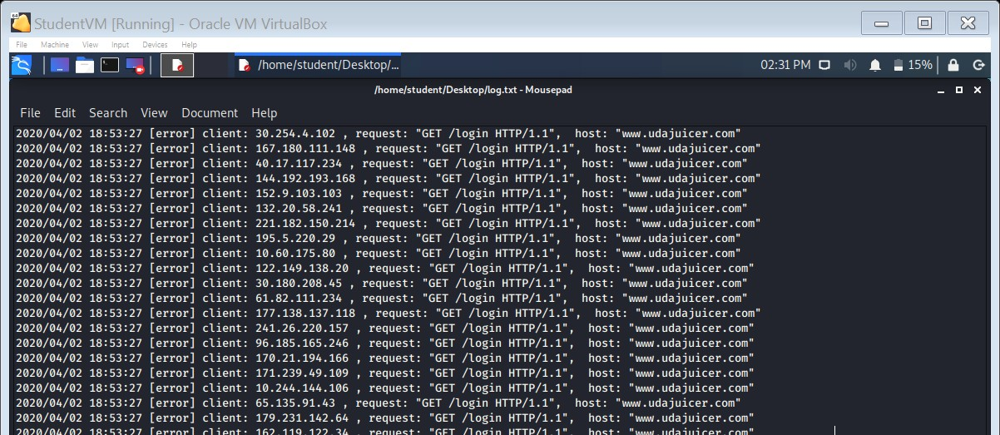 StudentVM [Running] - Oracle VM VirtualBox
File Machine View Input Devices Help
/home/student/Desktop/... 02:31 PM 15%
/home/student/Desktop/log.txt - Mousepad
File Edit Search View Document Help
2020/04/02 18:53:27 [error] client: 30.254.4.102 , request: "GET /login HTTP/1.1",  host: "www.udajuicer.com"
2020/04/02 18:53:27 [error] client: 167.180.111.148 , request: "GET /login HTTP/1.1",  host: "www.udajuicer.com"
2020/04/02 18:53:27 [error] client: 40.17.117.234 , request: "GET /login HTTP/1.1",  host: "www.udajuicer.com"
2020/04/02 18:53:27 [error] client: 144.192.193.168 , request: "GET /login HTTP/1.1",  host: "www.udajuicer.com"
2020/04/02 18:53:27 [error] client: 152.9.103.103 , request: "GET /login HTTP/1.1",  host: "www.udajuicer.com"
2020/04/02 18:53:27 [error] client: 132.20.58.241 , request: "GET /login HTTP/1.1",  host: "www.udajuicer.com"
2020/04/02 18:53:27 [error] client: 221.182.150.214 , request: "GET /login HTTP/1.1",  host: "www.udajuicer.com"
2020/04/02 18:53:27 [error] client: 195.5.220.29 , request: "GET /login HTTP/1.1",  host: "www.udajuicer.com"
2020/04/02 18:53:27 [error] client: 10.60.175.80 , request: "GET /login HTTP/1.1",  host: "www.udajuicer.com"
2020/04/02 18:53:27 [error] client: 122.149.138.20 , request: "GET /login HTTP/1.1",  host: "www.udajuicer.com"
2020/04/02 18:53:27 [error] client: 30.180.208.45 , request: "GET /login HTTP/1.1",  host: "www.udajuicer.com"
2020/04/02 18:53:27 [error] client: 61.82.111.234 , request: "GET /login HTTP/1.1",  host: "www.udajuicer.com"
2020/04/02 18:53:27 [error] client: 177.138.137.118 , request: "GET /login HTTP/1.1",  host: "www.udajuicer.com"
2020/04/02 18:53:27 [error] client: 241.26.220.157 , request: "GET /login HTTP/1.1",  host: "www.udajuicer.com"
2020/04/02 18:53:27 [error] client: 96.185.165.246 , request: "GET /login HTTP/1.1",  host: "www.udajuicer.com"
2020/04/02 18:53:27 [error] client: 170.21.194.166 , request: "GET /login HTTP/1.1",  host: "www.udajuicer.com"
2020/04/02 18:53:27 [error] client: 171.239.49.109 , request: "GET /login HTTP/1.1",  host: "www.udajuicer.com"
2020/04/02 18:53:27 [error] client: 10.244.144.106 , request: "GET /login HTTP/1.1",  host: "www.udajuicer.com"
2020/04/02 18:53:27 [error] client: 65.135.91.43 , request: "GET /login HTTP/1.1",  host: "www.udajuicer.com"
2020/04/02 18:53:27 [error] client: 179.231.142.64 , request: "GET /login HTTP/1.1",  host: "www.udajuicer.com"
2020/04/02 18:53:27 [error] client: 162.119.122.34 , request: "GET /login HTTP/1.1",  host: "www.udajuicer.com"